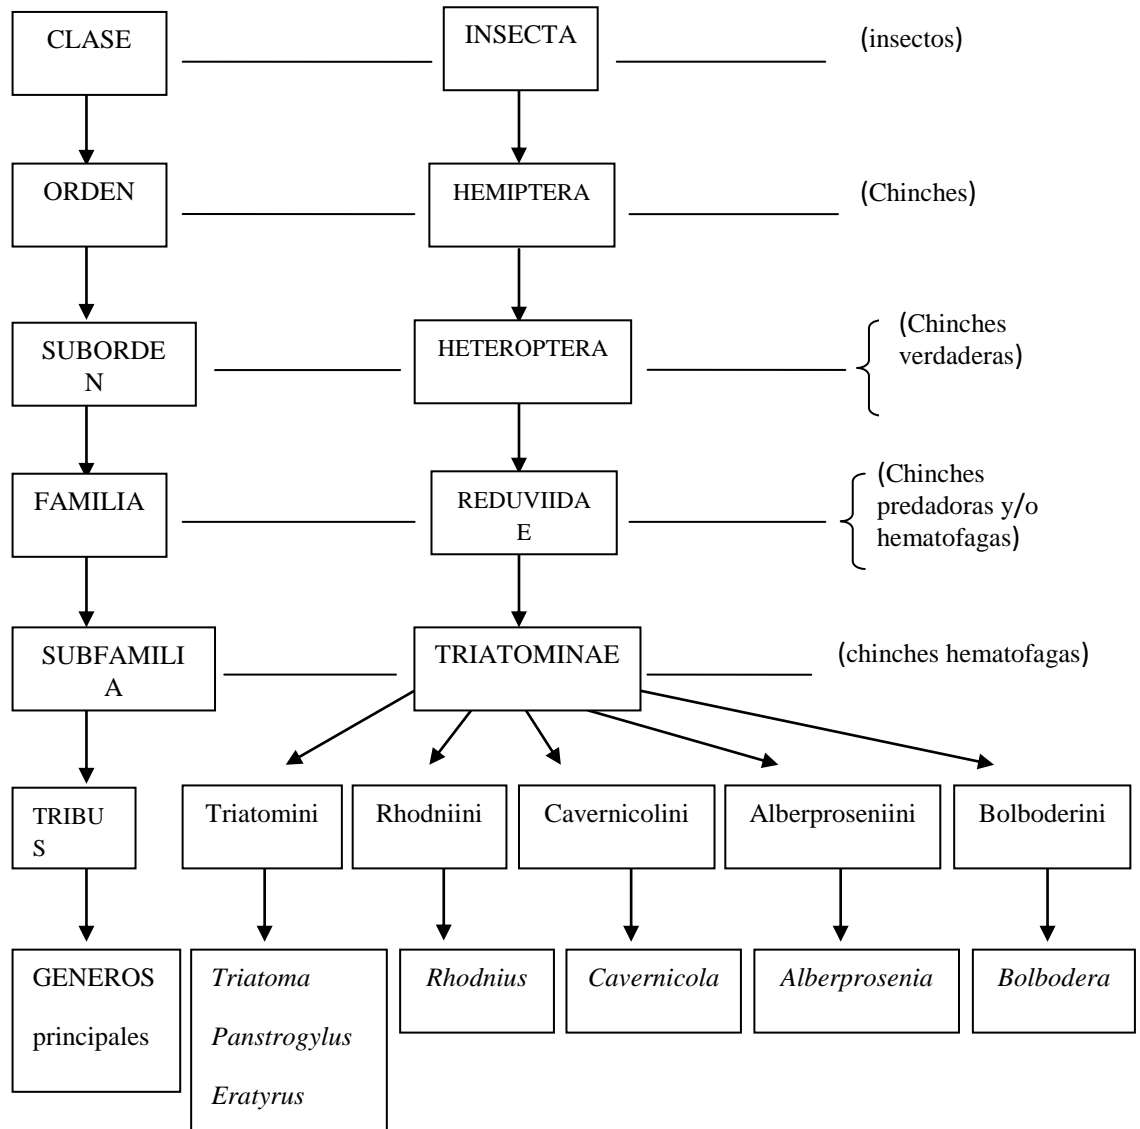 CLASE
INSECTA
(insectos)
ORDEN
HEMIPTERA
(Chinches)
SUBORDE
N
HETEROPTERA
(Chinches
verdaderas)
FAMILIA
REDUVIIDA
E
(Chinches
predadoras y/o
hematofagas)
SUBFAMILI
A
TRIATOMINAE
(chinches hematofagas)
TRIBU
S
Triatomini
Rhodniini
Cavernicolini
Alberproseniini
Bolboderini
GENEROS
principales
Triatoma
Panstrogylus
Eratyrus
Rhodnius
Cavernicola
Alberprosenia
Bolbodera